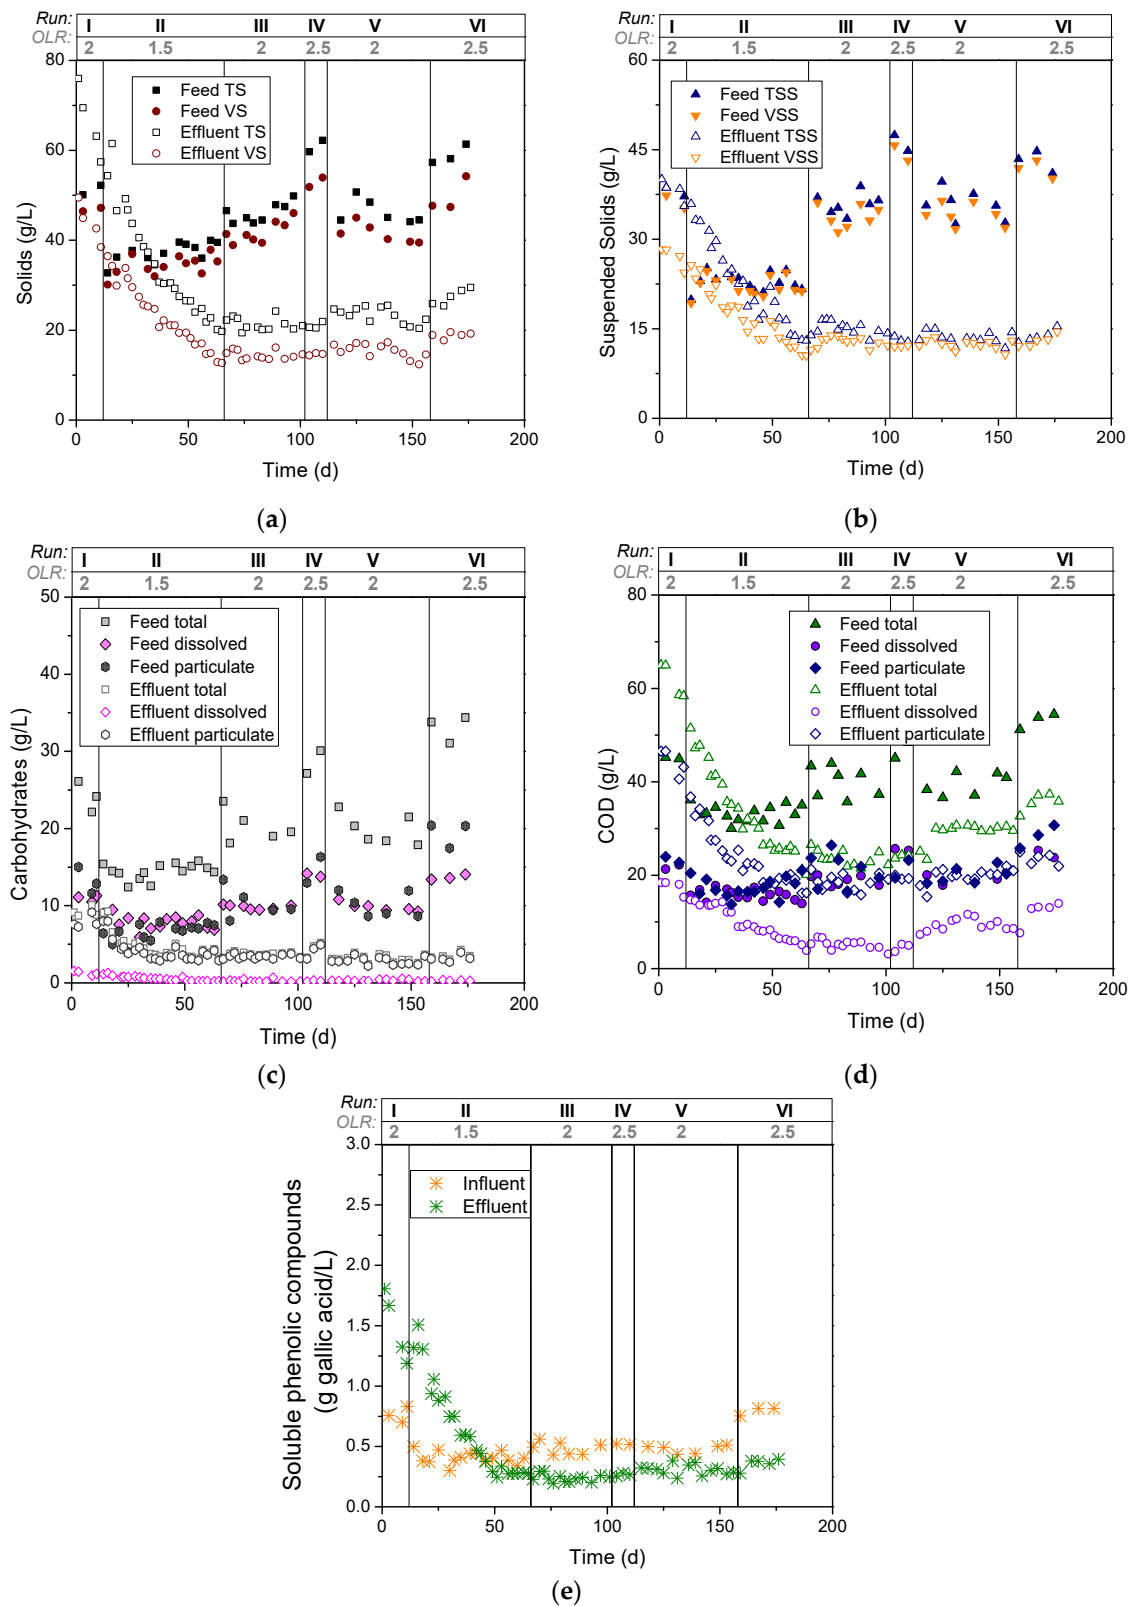 Run: I II III IV V VI
OLR: 2 1.5 2 2.5 2 2.5
80
60
40
20
0
Solids (g/L)
Feed TS
Feed VS
Effluent TS
Effluent VS
0 50 100 150 200
Time (d)
(a)
Run: I II III IV V VI
OLR: 2 1.5 2 2.5 2 2.5
60
45
30
15
0
Suspended Solids (g/L)
Feed TSS
Feed VSS
Effluent TSS
Effluent VSS
0 50 100 150 200
Time (d)
(b)
Run: I II III IV V VI
OLR: 2 1.5 2 2.5 2 2.5
50
40
30
20
10
0
Carbohydrates (g/L)
Feed total
Feed dissolved
Feed particulate
Effluent total
Effluent dissolved
Effluent particulate
0 50 100 150 200
Time (d)
(c)
Run: I II III IV V VI
OLR: 2 1.5 2 2.5 2 2.5
80
60
40
20
0
COD (g/L)
Feed total
Feed dissolved
Feed particulate
Effluent total
Effluent dissolved
Effluent particulate
0 50 100 150 200
Time (d)
(d)
Run: I II III IV V VI
OLR: 2 1.5 2 2.5 2 2.5
3.0
2.5
2.0
1.5
1.0
0.5
0.0
Soluble phenolic compounds
(g gallic acid/L)
Influent
Effluent
0 50 100 150 200
Time (d)
(e)